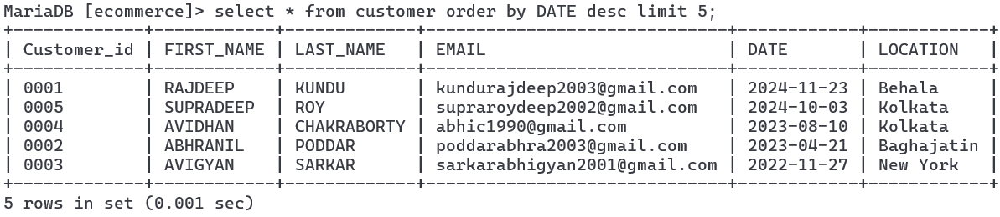 MariaDB [ecommerce]> select * from customer order by DATE desc limit 5;
+-------------+------------+-------------+------------------------------+------------+------------+
| Customer_id | FIRST_NAME | LAST_NAME   | EMAIL                        | DATE       | LOCATION   |
+-------------+------------+-------------+------------------------------+------------+------------+
| 0001        | RAJDEEP    | KUNDU       | kundurajdeep2003@gmail.com   | 2024-11-23 | Behala     |
| 0005        | SUPRADEEP  | ROY         | supraroydeep2002@gmail.com   | 2024-10-03 | Kolkata    |
| 0004        | AVIDHAN    | CHAKRABORTY | abhic1990@gmail.com          | 2023-08-10 | Kolkata    |
| 0002        | ABHRANIL   | PODDAR      | poddarabhra2003@gmail.com    | 2023-04-21 | Baghajatin |
| 0003        | AVIGYAN    | SARKAR      | sarkarabhigyan2001@gmail.com | 2022-11-27 | New York   |
+-------------+------------+-------------+------------------------------+------------+------------+
5 rows in set (0.001 sec)